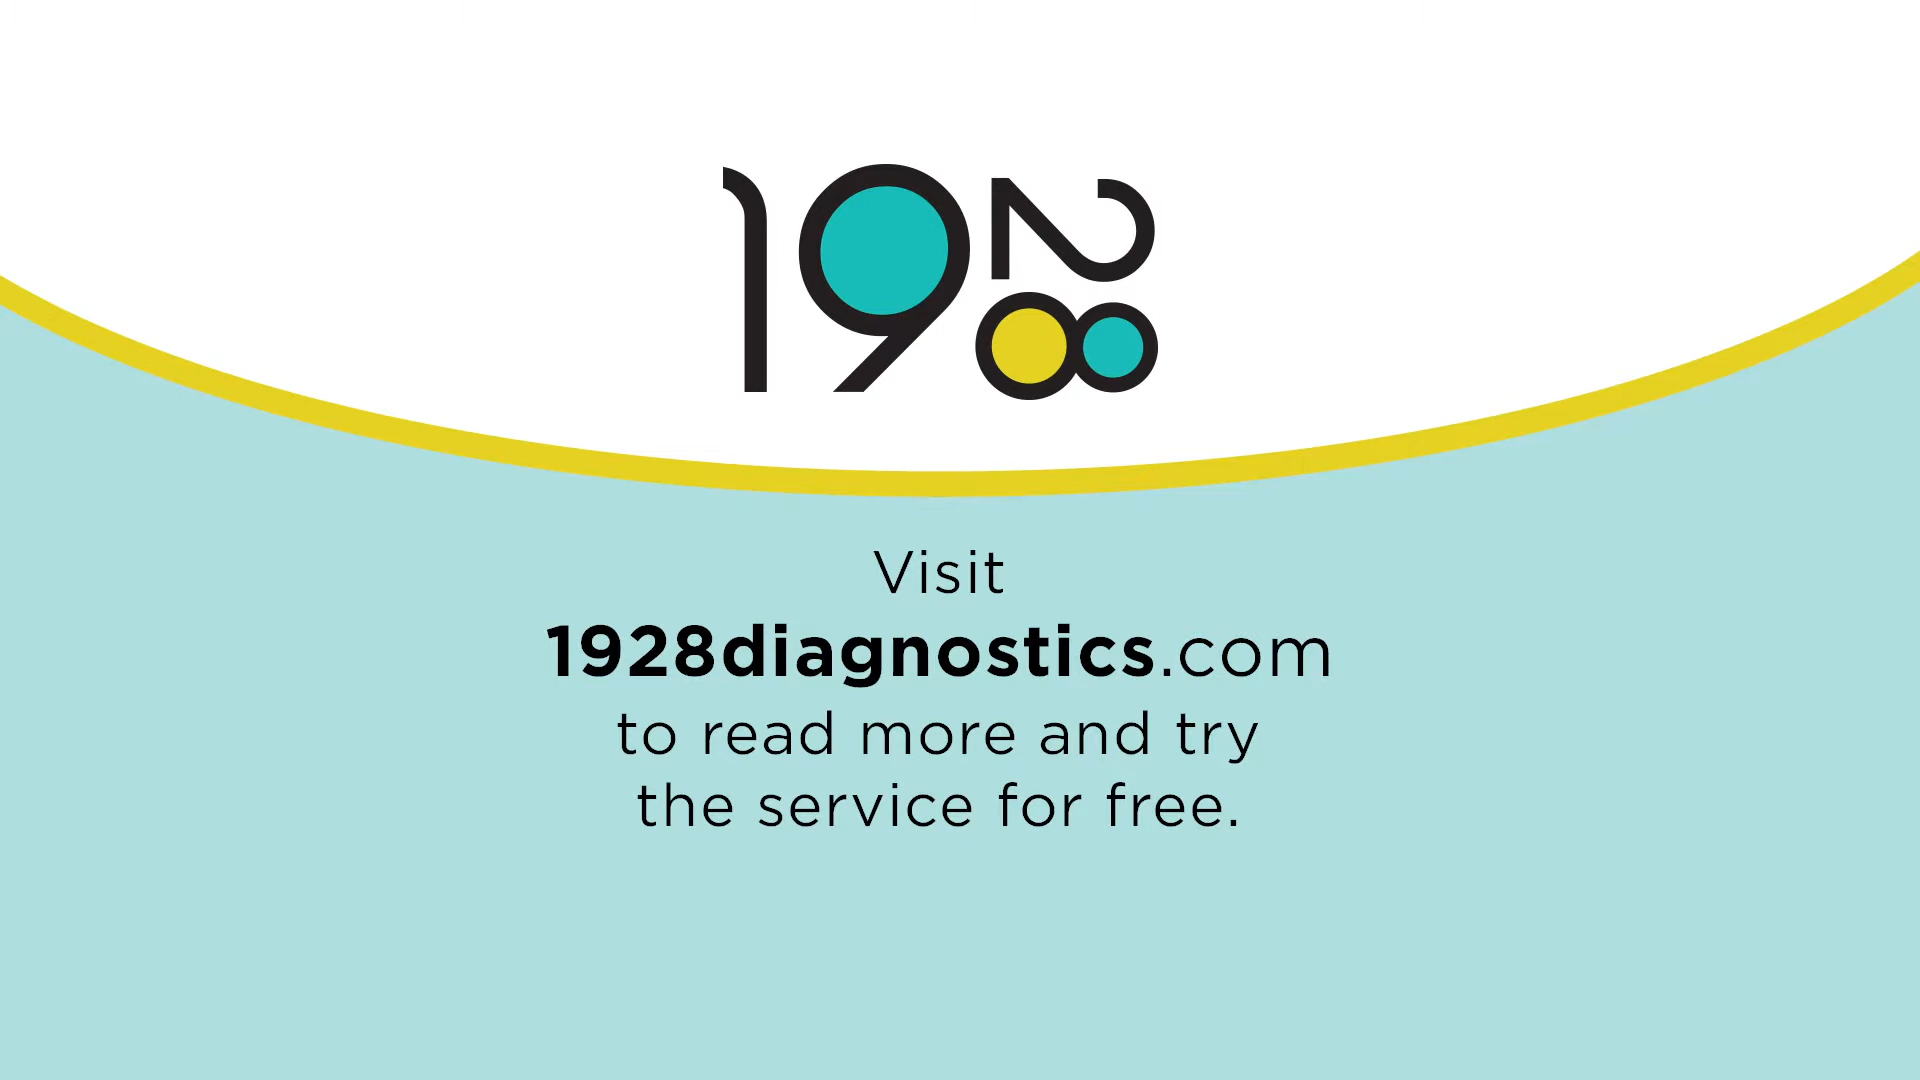 1928
Visit
1928diagnostics.com
to read more and try
the service for free.